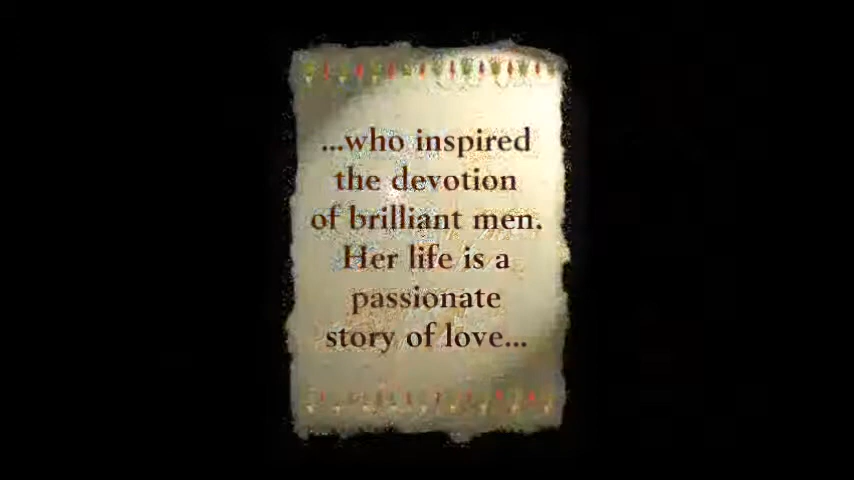 ...who inspired
the devotion
of brilliant men.
Her life is a
passionate
story of love...